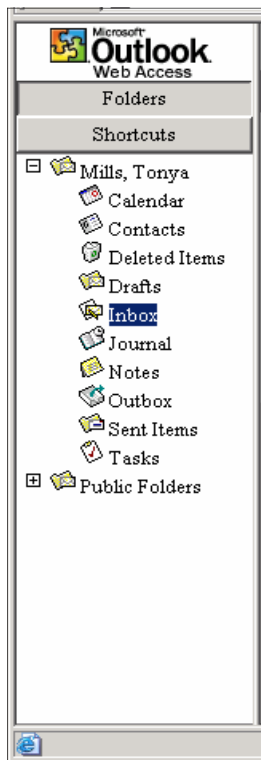 Microsoft
Outlook.
Web Access
Folders
Shortcuts
Mills, Tonya
Calendar
Contacts
Deleted Items
Drafts
Inbox
Journal
Notes
Outbox
Sent Items
Tasks
Public Folders